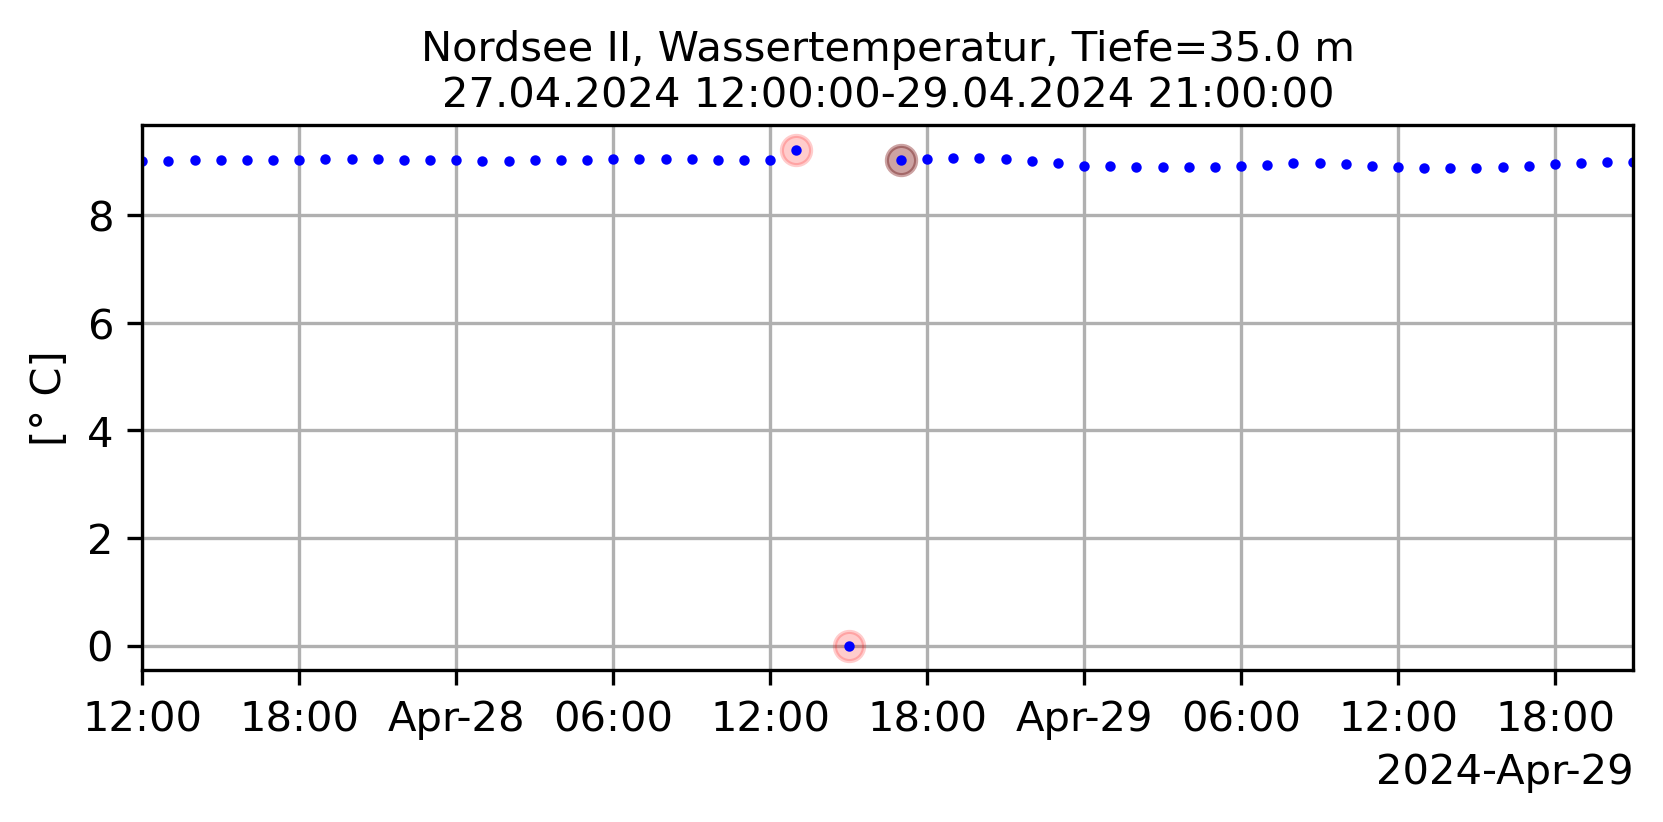 Nordsee II, Wassertemperatur, Tiefe=35.0 m
27.04.2024 12:00:00-29.04.2024 21:00:00
[° C]
8
6
4
2
0
12:00 18:00 Apr-28 06:00 12:00 18:00 Apr-29 06:00 12:00 18:00
2024-Apr-29